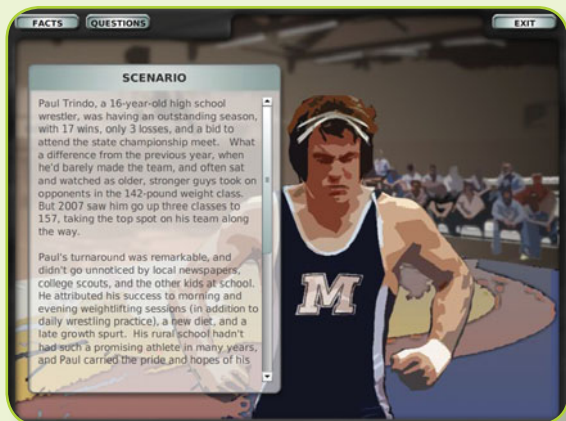 FACTS
QUESTIONS
EXIT
SCENARIO
Paul Trindo, a 16-year-old high school
wrestler, was having an outstanding season,
with 17 wins, only 3 losses, and a bid to
attend the state championship meet. What
a difference from the previous year, when
he'd barely made the team, and often sat
and watched as older, stronger guys took on
opponents in the 142-pound weight class.
But 2007 saw him go up three classes to
157, taking the top spot on his team along
the way.
Paul's turnaround was remarkable, and
didn't go unnoticed by local newspapers,
college scouts, and the other kids at school.
He attributed his success to morning and
evening weightlifting sessions (in addition to
daily wrestling practice), a new diet, and a
late growth spurt. His rural school hadn't
had such a promising athlete in many years,
and Paul carried the pride and hopes of his
M